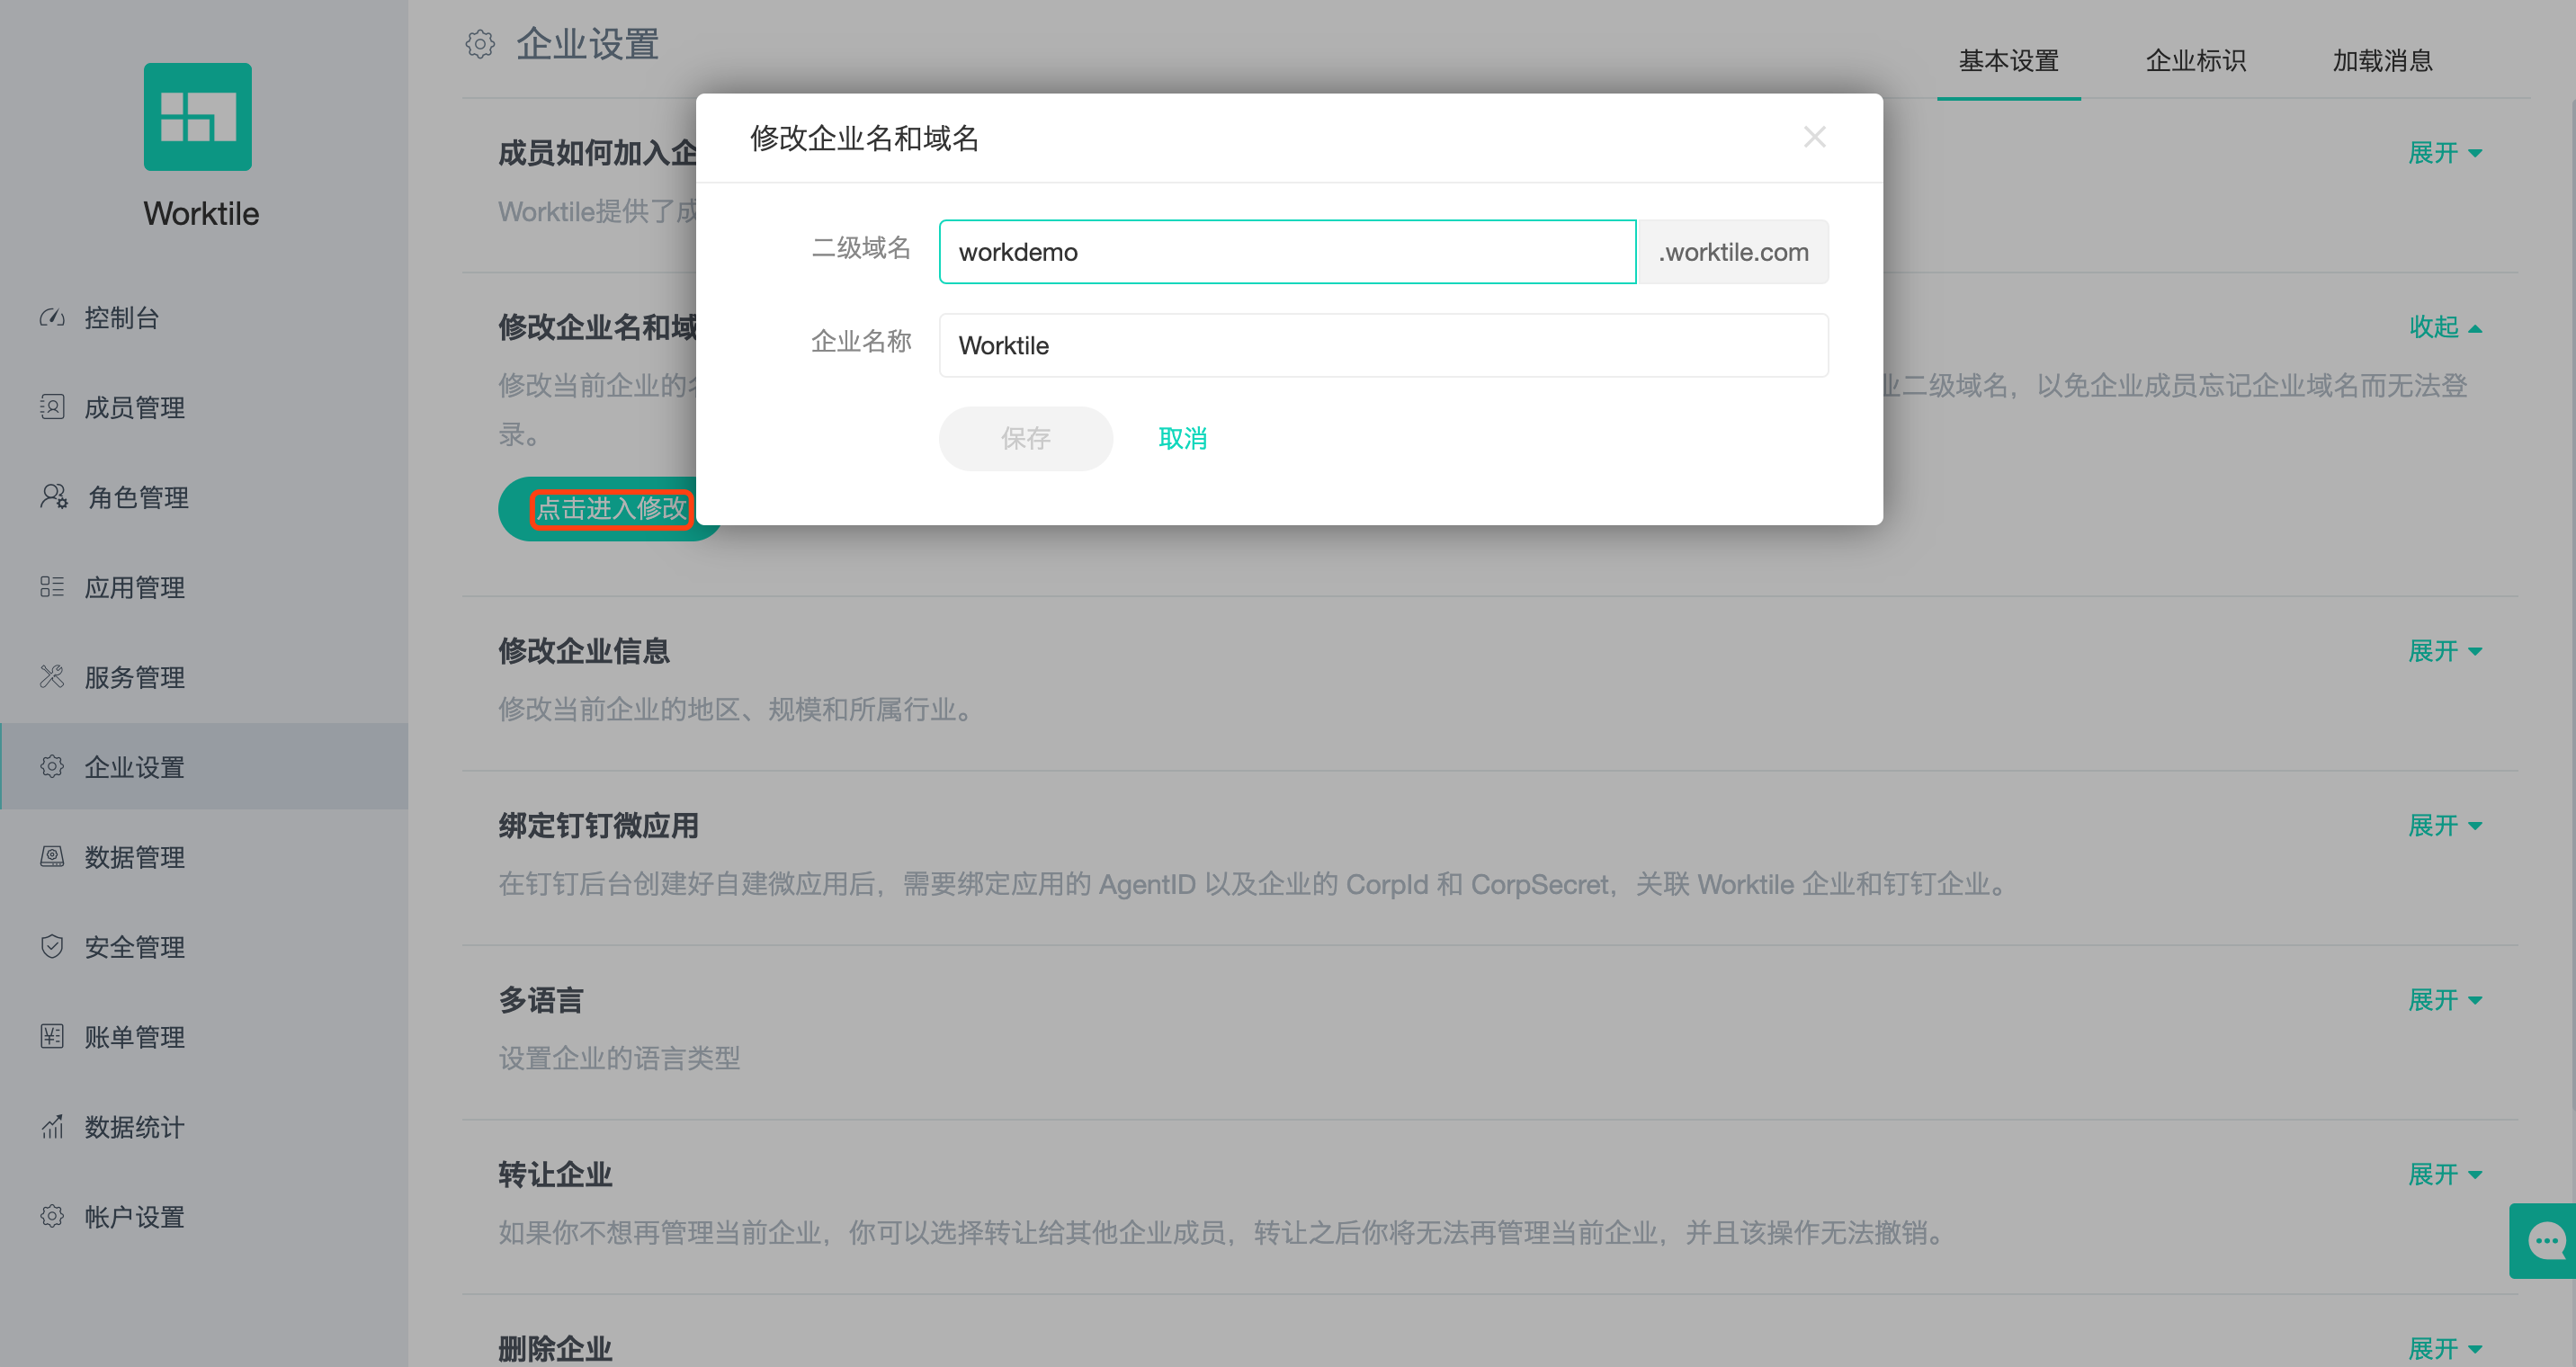 Worktile
控制台
成员管理
角色管理
应用管理
服务管理
企业设置
数据管理
安全管理
账单管理
数据统计
帐户设置
企业设置
基本设置
企业标识
加载消息
成员如何加入企
展开
Worktile提供了成
修改企业名和域名
二级域名
workdemo
.worktile.com
企业名称
Worktile
保存
取消
修改企业名和域
收起
修改当前企业的名
业二级域名，以免企业成员忘记企业域名而无法登
录。
点击进入修改
修改企业信息
展开
修改当前企业的地区、规模和所属行业。
绑定钉钉微应用
展开
在钉钉后台创建好自建微应用后，需要绑定应用的 AgentID 以及企业的 CorpId 和 CorpSecret，关联 Worktile 企业和钉钉企业。
多语言
展开
设置企业的语言类型
转让企业
展开
如果你不想再管理当前企业，你可以选择转让给其他企业成员，转让之后你将无法再管理当前企业，并且该操作无法撤销。
删除企业
展开